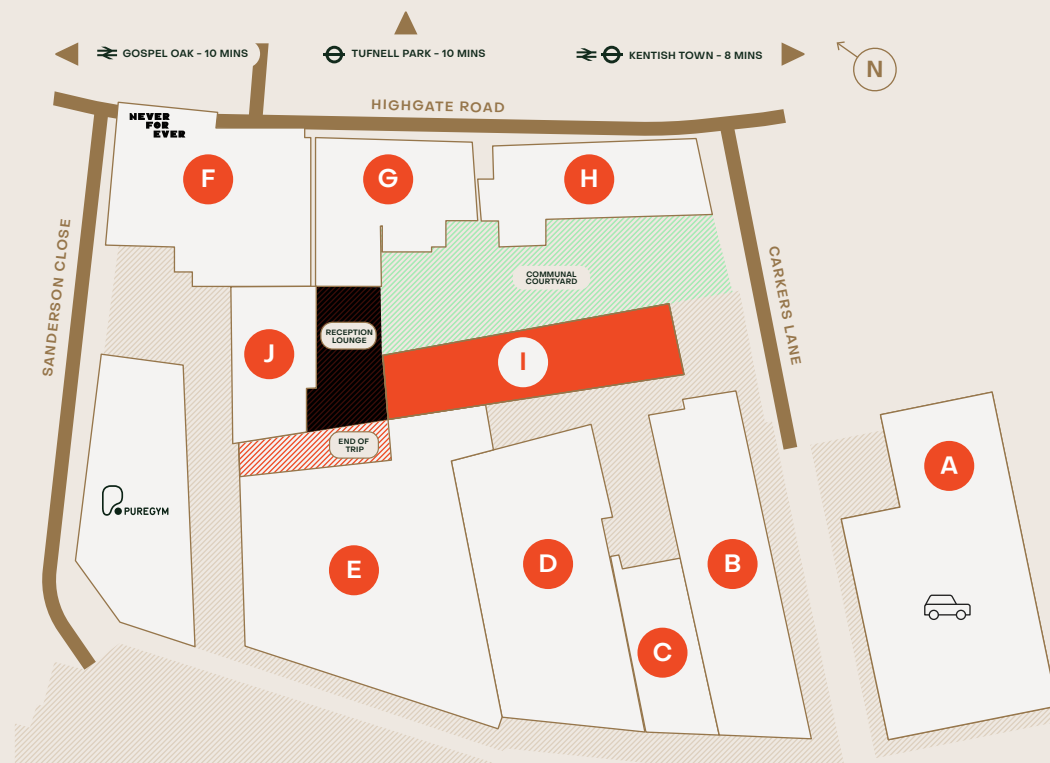 GOSPEL OAK - 10 MINS
TUFNELL PARK - 10 MINS
KENTISH TOWN - 8 MINS
N
HIGHGATE ROAD
NEVER
FOR
EVER
F
G
H
SANDERSON CLOSE
CARKERS LANE
COMMUNAL
COURTYARD
RECEPTION
LOUNGE
J
I
END OF
TRIP
A
PUREGYM
E
D
B
C